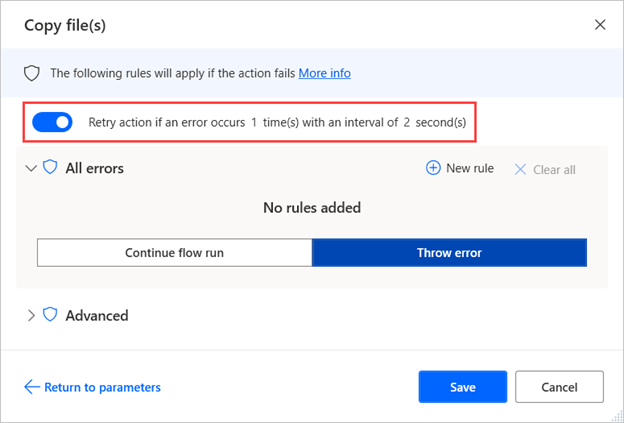 Copy file(s)
The following rules will apply if the action fails More info
Retry action if an error occurs 1 time(s) with an interval of 2 second(s)
All errors New rule Clear all
No rules added
Continue flow run Throw error
Advanced
Return to parameters Save Cancel